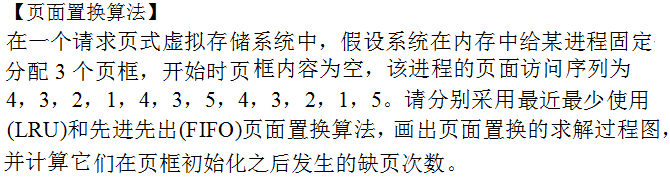 【页面置换算法】
在一个请求页式虚拟存储系统中，假设系统在内存中给某进程固定
分配 3 个页框，开始时页框内容为空，该进程的页面访问序列为
4，3，2，1，4，3，5，4，3，2，1，5。请分别采用最近最少使用
(LRU)和先进先出(FIFO)页面置换算法，画出页面置换的求解过程图，
并计算它们在页框初始化之后发生的缺页次数。